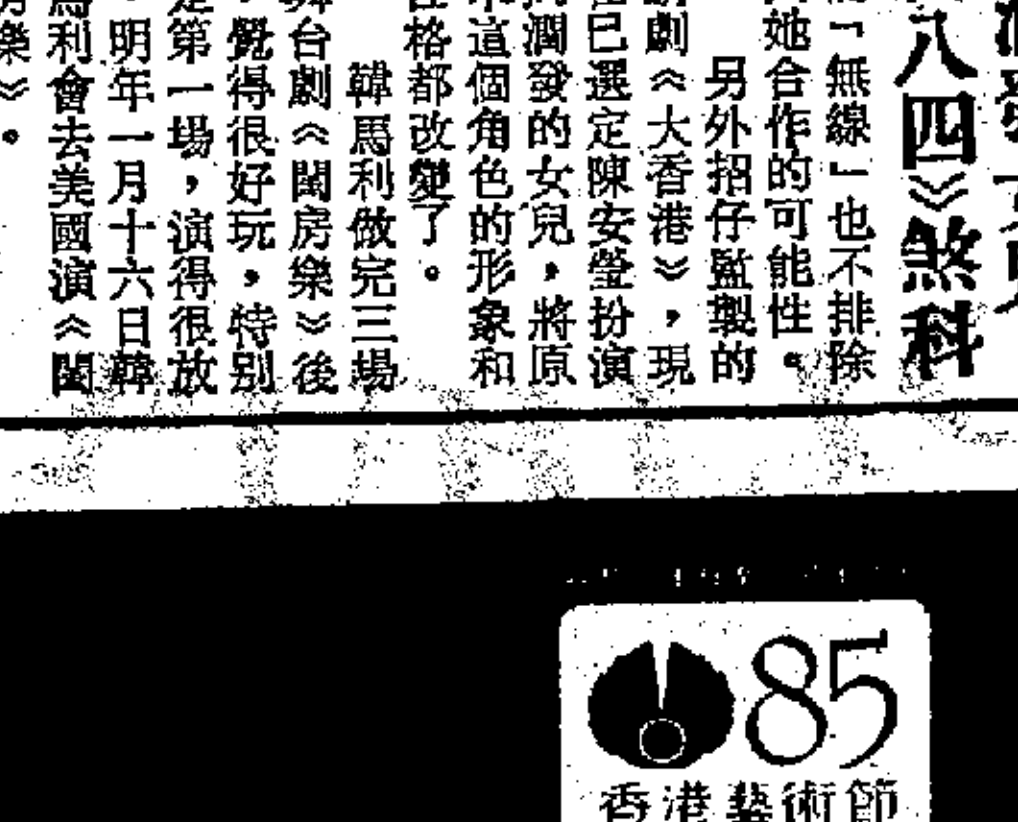 八四》煞科
「無線」也不排除
她合作的可能性。
另外招仔監製的
劇《大香港》，現
已選定陳安瑩扮演
潤發的女兒，將原
這個角色的形象和
格都改變了。
韓馬利做完三場
台劇《閨房樂》後
覺得很好玩，特別
第一場，演得很放
明年一月十六日韓
利會去美國演《閨
樂》。
85
香港藝術節